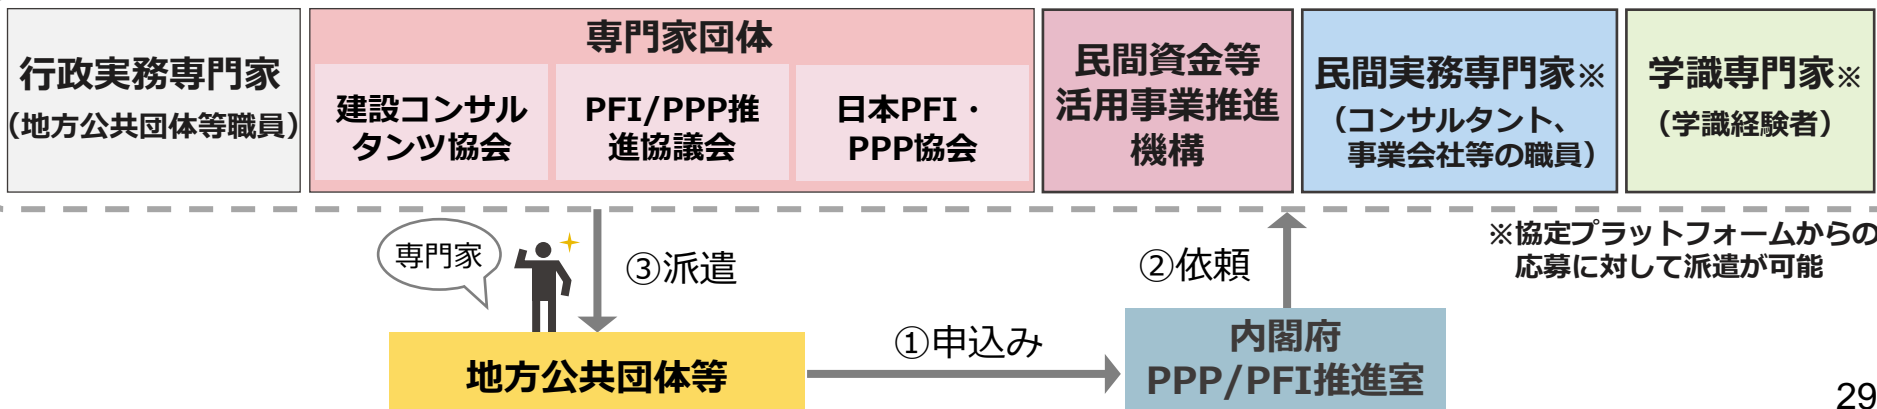 行政実務専門家
（地方公共団体等職員）
専門家団体
建設コンサル
タンツ協会
PFI/PPP推
進協議会
日本PFI・
PPP協会
民間資金等
活用事業推進
機構
民間実務専門家※
（コンサルタント、
事業会社等の職員）
学識専門家※
（学識経験者）
専門家
③派遣
②依頼
※協定プラットフォームからの
応募に対して派遣が可能
地方公共団体等
①申込み
内閣府
PPP/PFI推進室
29